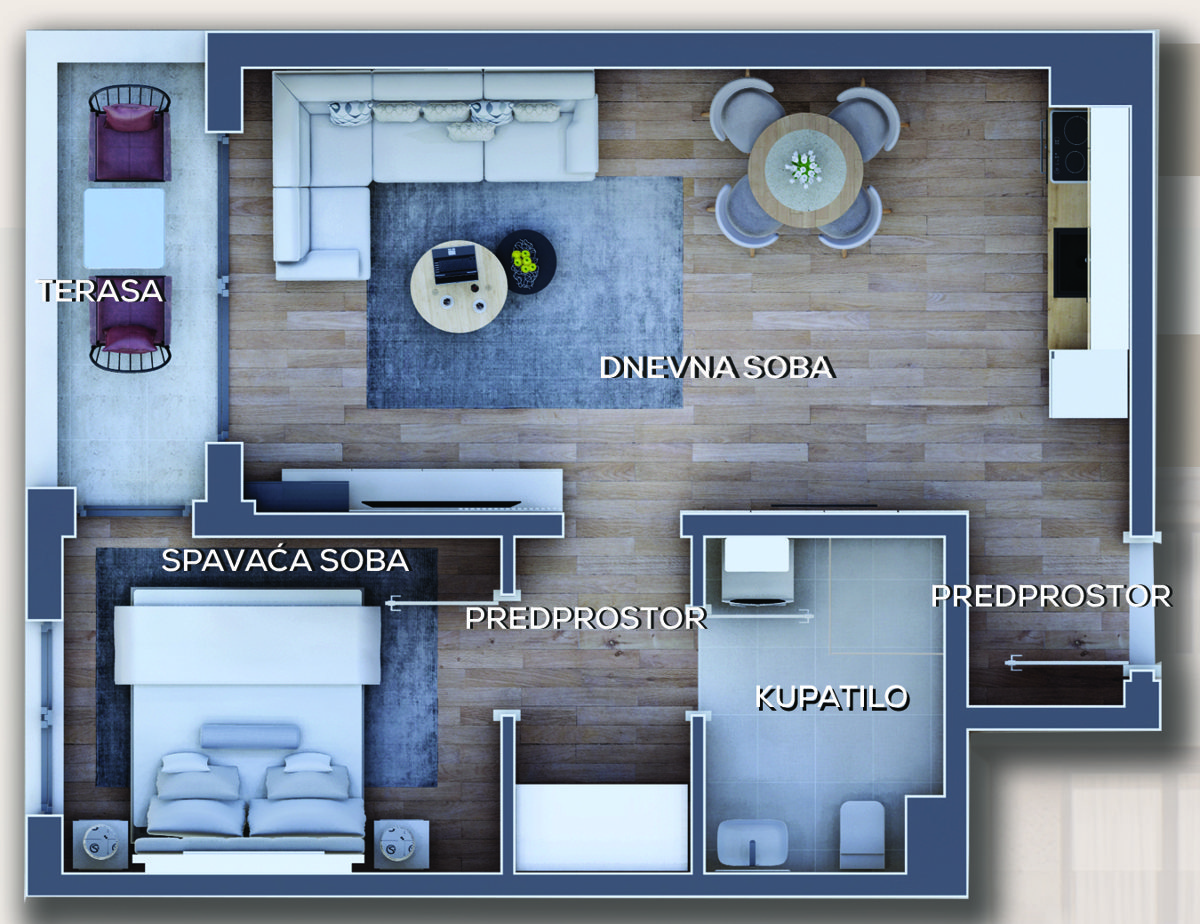 TERASA
DNEVNA SOBA
SPAVAĆA SOBA
PREDPROSTOR
PREDPROSTOR
KUPATILO